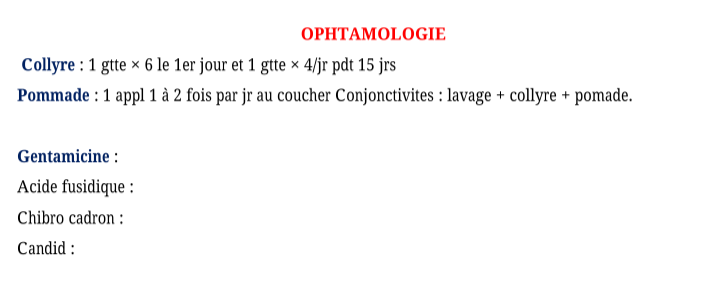 OPHTAMOLOGIE
Collyre : 1 gtte × 6 le 1er jour et 1 gtte × 4/jr pdt 15 jrs
Pommade : 1 appl 1 à 2 fois par jr au coucher Conjonctivites : lavage + collyre + pomade.
Gentamicine :
Acide fusidique :
Chibro cadron :
Candid :